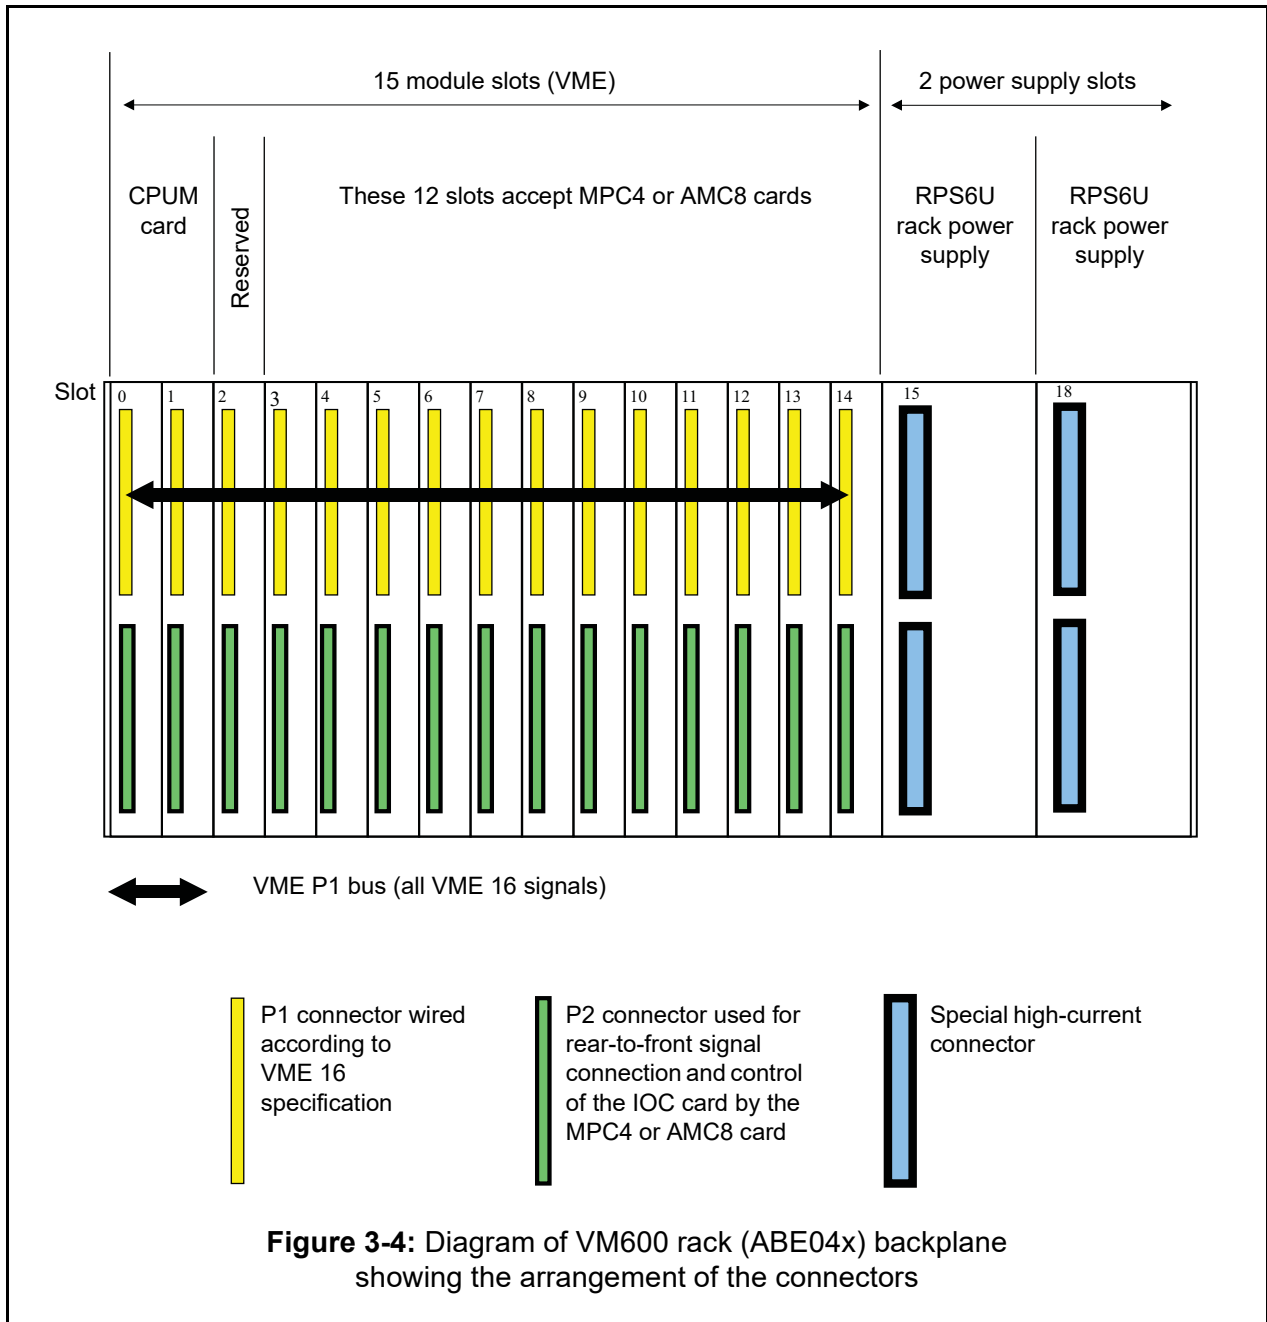 15 module slots (VME)
2 power supply slots
CPUM
card
Reserved
These 12 slots accept MPC4 or AMC8 cards
RPS6U
rack power
supply
RPS6U
rack power
supply
Slot
0 1 2 3 4 5 6 7 8 9 10 11 12 13 14 15 18
VME P1 bus (all VME 16 signals)
P1 connector wired
according to
VME 16
specification
P2 connector used for
rear-to-front signal
connection and control
of the IOC card by the
MPC4 or AMC8 card
Special high-current
connector
Figure 3-4: Diagram of VM600 rack (ABE04x) backplane
showing the arrangement of the connectors